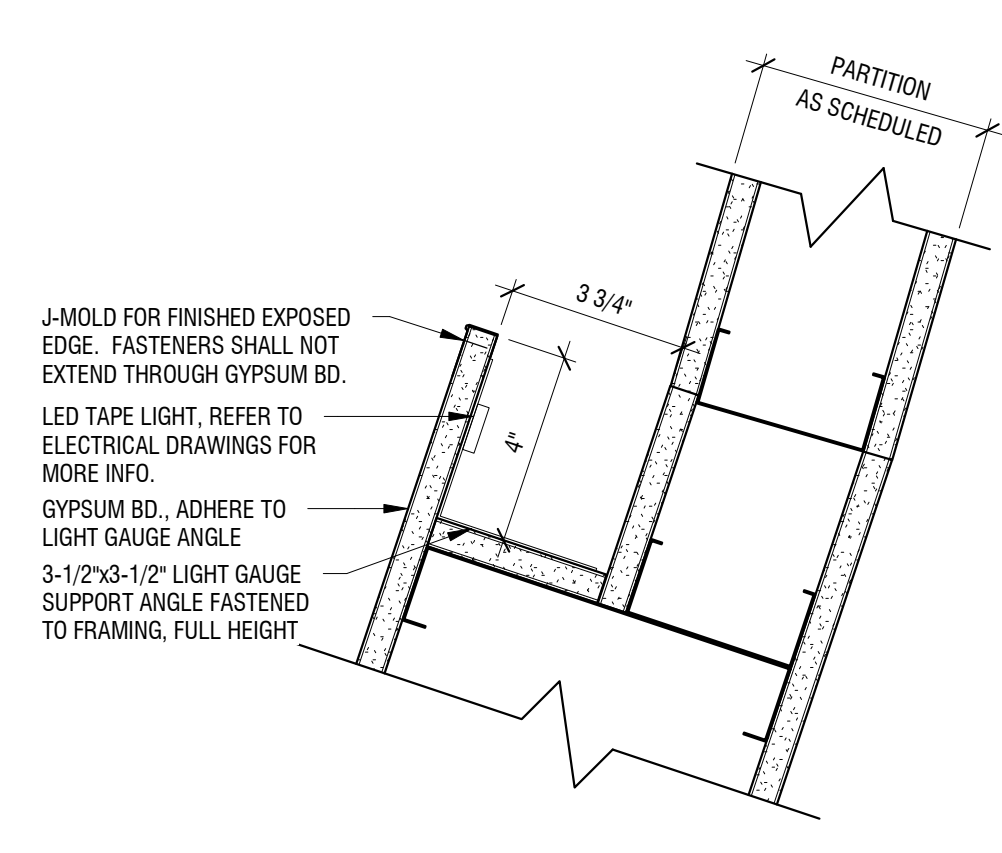 PARTITION
AS SCHEDULED
3 3/4"
J-MOLD FOR FINISHED EXPOSED
EDGE. FASTENERS SHALL NOT
EXTEND THROUGH GYPSUM BD.
LED TAPE LIGHT, REFER TO
ELECTRICAL DRAWINGS FOR
MORE INFO.
4"
GYPSUM BD., ADHERE TO
LIGHT GAUGE ANGLE
3-1/2"x3-1/2" LIGHT GAUGE
SUPPORT ANGLE FASTENED
TO FRAMING, FULL HEIGHT